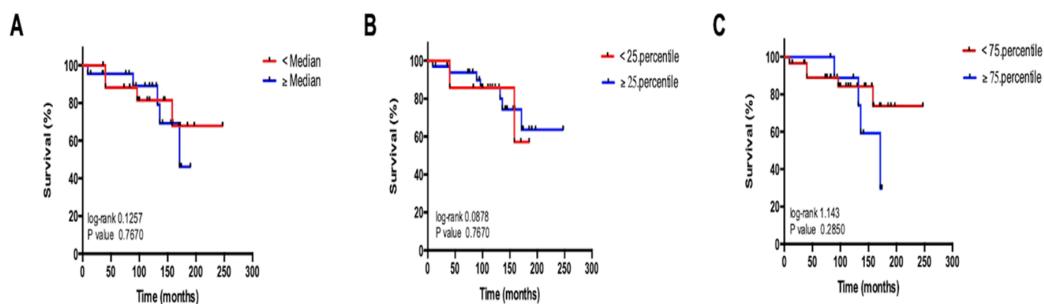 A
100
80
60
40
20
0
Survival (%)
0 50 100 150 200 250 300
Time (months)
< Median
≥ Median
log-rank 0.1257
P value 0.7670
B
100
80
60
40
20
0
Survival (%)
0 50 100 150 200 250 300
Time (months)
< 25.percentile
≥ 25.percentile
log-rank 0.0878
P value 0.7670
C
100
80
60
40
20
0
Survival (%)
0 50 100 150 200 250 300
Time (months)
< 75.percentile
≥ 75.percentile
log-rank 1.143
P value 0.2850